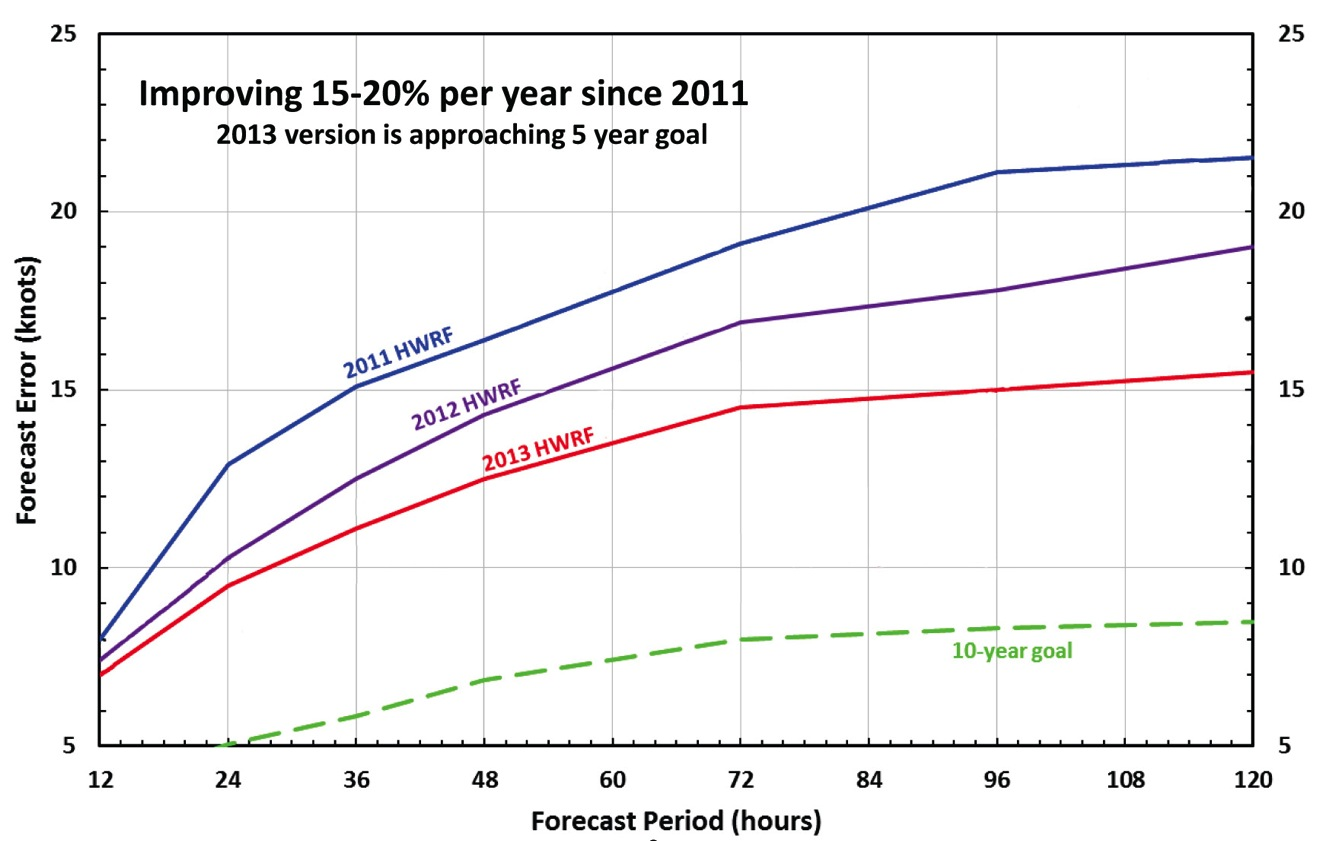 25
25
Improving 15-20% per year since 2011
2013 version is approaching 5 year goal
20
20
2011 HWRF
15
15
2012 HWRF
2013 HWRF
Forecast Error (knots)
10
10
10-year goal
5
5
12 24 36 48 60 72 84 96 108 120
Forecast Period (hours)